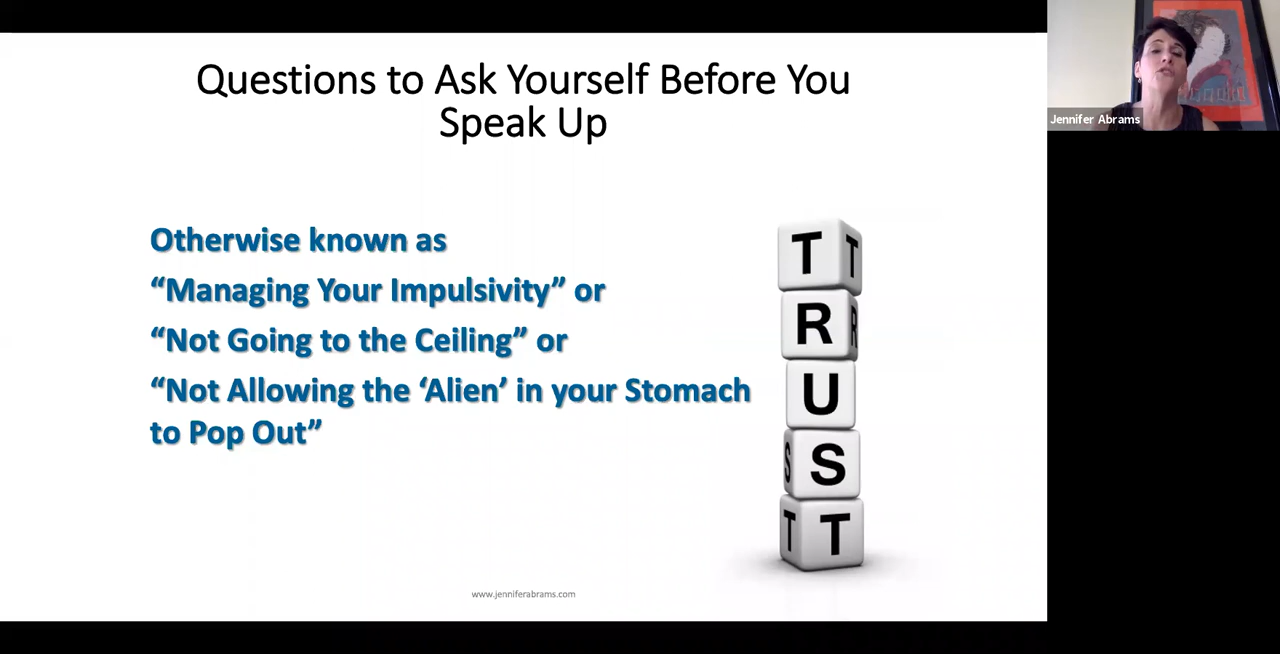 Questions to Ask Yourself Before You
Speak Up
Jennifer Abrams
Otherwise known as
“Managing Your Impulsivity” or
“Not Going to the Ceiling” or
“Not Allowing the ‘Alien’ in your Stomach
to Pop Out”
T T
R R
U
S S
T T
www.jenniferabrams.com